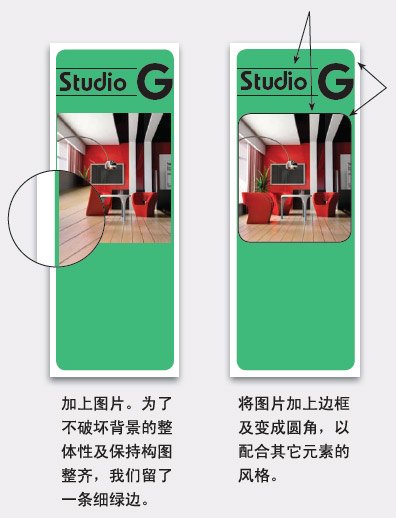 Studio G
Studio G
加上图片。为了
不破坏背景的整
体性及保持构图
整齐，我们留了
一条细绿边。
将图片加上边框
及变成圆角，以
配合其它元素的
风格。